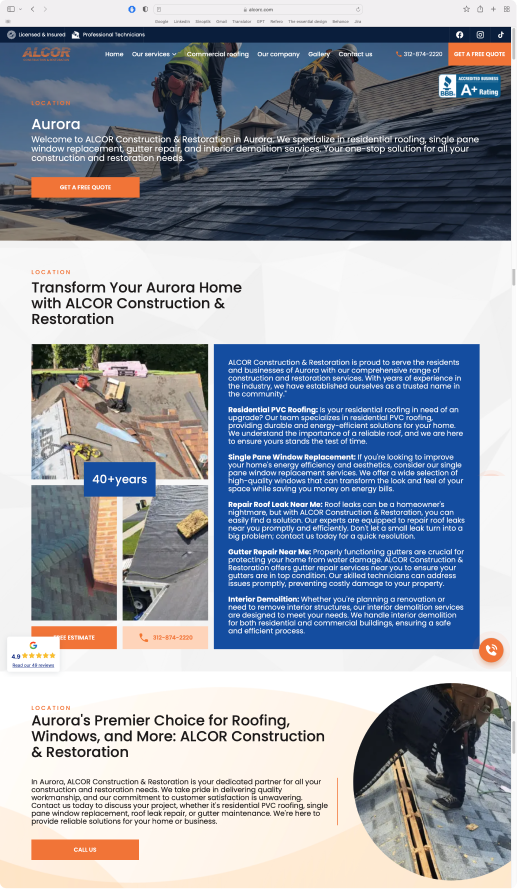 alcorc.com
Google LinkedIn Dropbix Gmail Translator GPT Refero The essential design Behance Jira
Licensed & Insured Professional Technicians
ALCOR
Home Our services Commercial roofing Our company Gallery Contact us 312-874-2220 GET A FREE QUOTE
ACCREDITED BUSINESS
BBB. A+ Rating
LOCATION
Aurora
Welcome to ALCOR Construction & Restoration in Aurora. We specialize in residential roofing, single pane
window replacement, gutter repair, and interior demolition services. Your one-stop solution for all your
construction and restoration needs.
GET A FREE QUOTE
LOCATION
Transform Your Aurora Home
with ALCOR Construction &
Restoration
40+years
ALCOR Construction & Restoration is proud to serve the residents
and businesses of Aurora with our comprehensive range of
construction and restoration services. With years of experience in
the industry, we have established ourselves as a trusted name in
the community."
Residential PVC Roofing: Is your residential roofing in need of an
upgrade? Our team specializes in residential PVC roofing,
providing durable and energy-efficient solutions for your home.
We understand the importance of a reliable roof, and we are here
to ensure yours stands the test of time.
Single Pane Window Replacement: If you're looking to improve
your home's energy efficiency and aesthetics, consider our single
pane window replacement services. We offer a wide selection of
high-quality windows that can transform the look and feel of your
space while saving you money on energy bills.
Repair Roof Leak Near Me: Roof leaks can be a homeowner's
nightmare, but with ALCOR Construction & Restoration, you can
easily find a solution. Our experts are equipped to repair roof leaks
near you promptly and efficiently. Don't let a small leak turn into a
big problem; contact us today for a quick resolution.
Gutter Repair Near Me: Properly functioning gutters are crucial for
protecting your home from water damage. ALCOR Construction &
Restoration offers gutter repair services near you to ensure your
gutters are in top condition. Our skilled technicians can address
issues promptly, preventing costly damage to your property.
Interior Demolition: Whether you're planning a renovation or
need to remove interior structures, our interior demolition services
are designed to meet your needs. We handle interior demolition
for both residential and commercial buildings, ensuring a safe
and efficient process.
FREE ESTIMATE 312-874-2220
4.9
Read our 49 reviews
LOCATION
Aurora's Premier Choice for Roofing,
Windows, and More: ALCOR Construction
& Restoration
In Aurora, ALCOR Construction & Restoration is your dedicated partner for all your
construction and restoration needs. We take pride in delivering quality
workmanship, and our commitment to customer satisfaction is unwavering.
Contact us today to discuss your project, whether it's residential PVC roofing, single
pane window replacement, roof leak repair, or gutter maintenance. We're here to
provide reliable solutions for your home or business.
CALL US